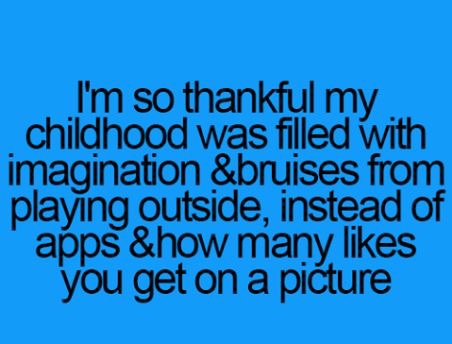 I'm so thankful my
childhood was filled with
imagination &bruises from
playing outside, instead of
apps &how many likes
you get on a picture